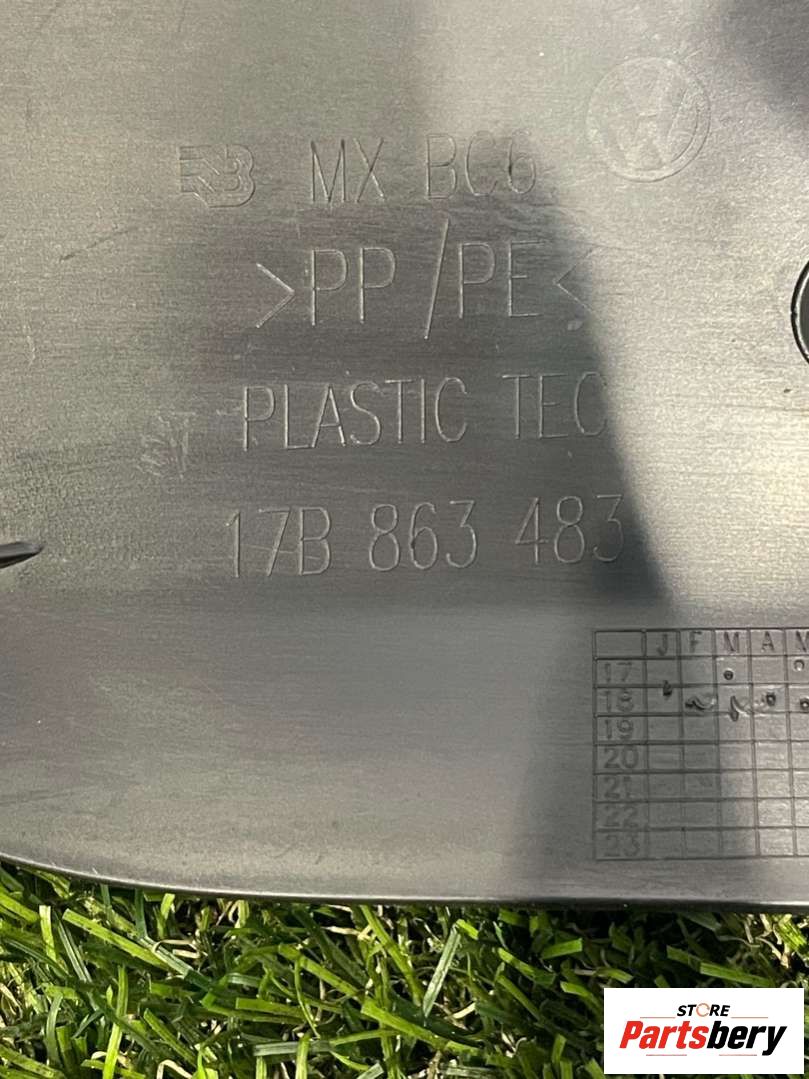 MX BC6
>PP/PE<
PLASTIC TEC
17B 863 483
J F M A M
17
18
19
20
21
22
23
STORE
Partsbery